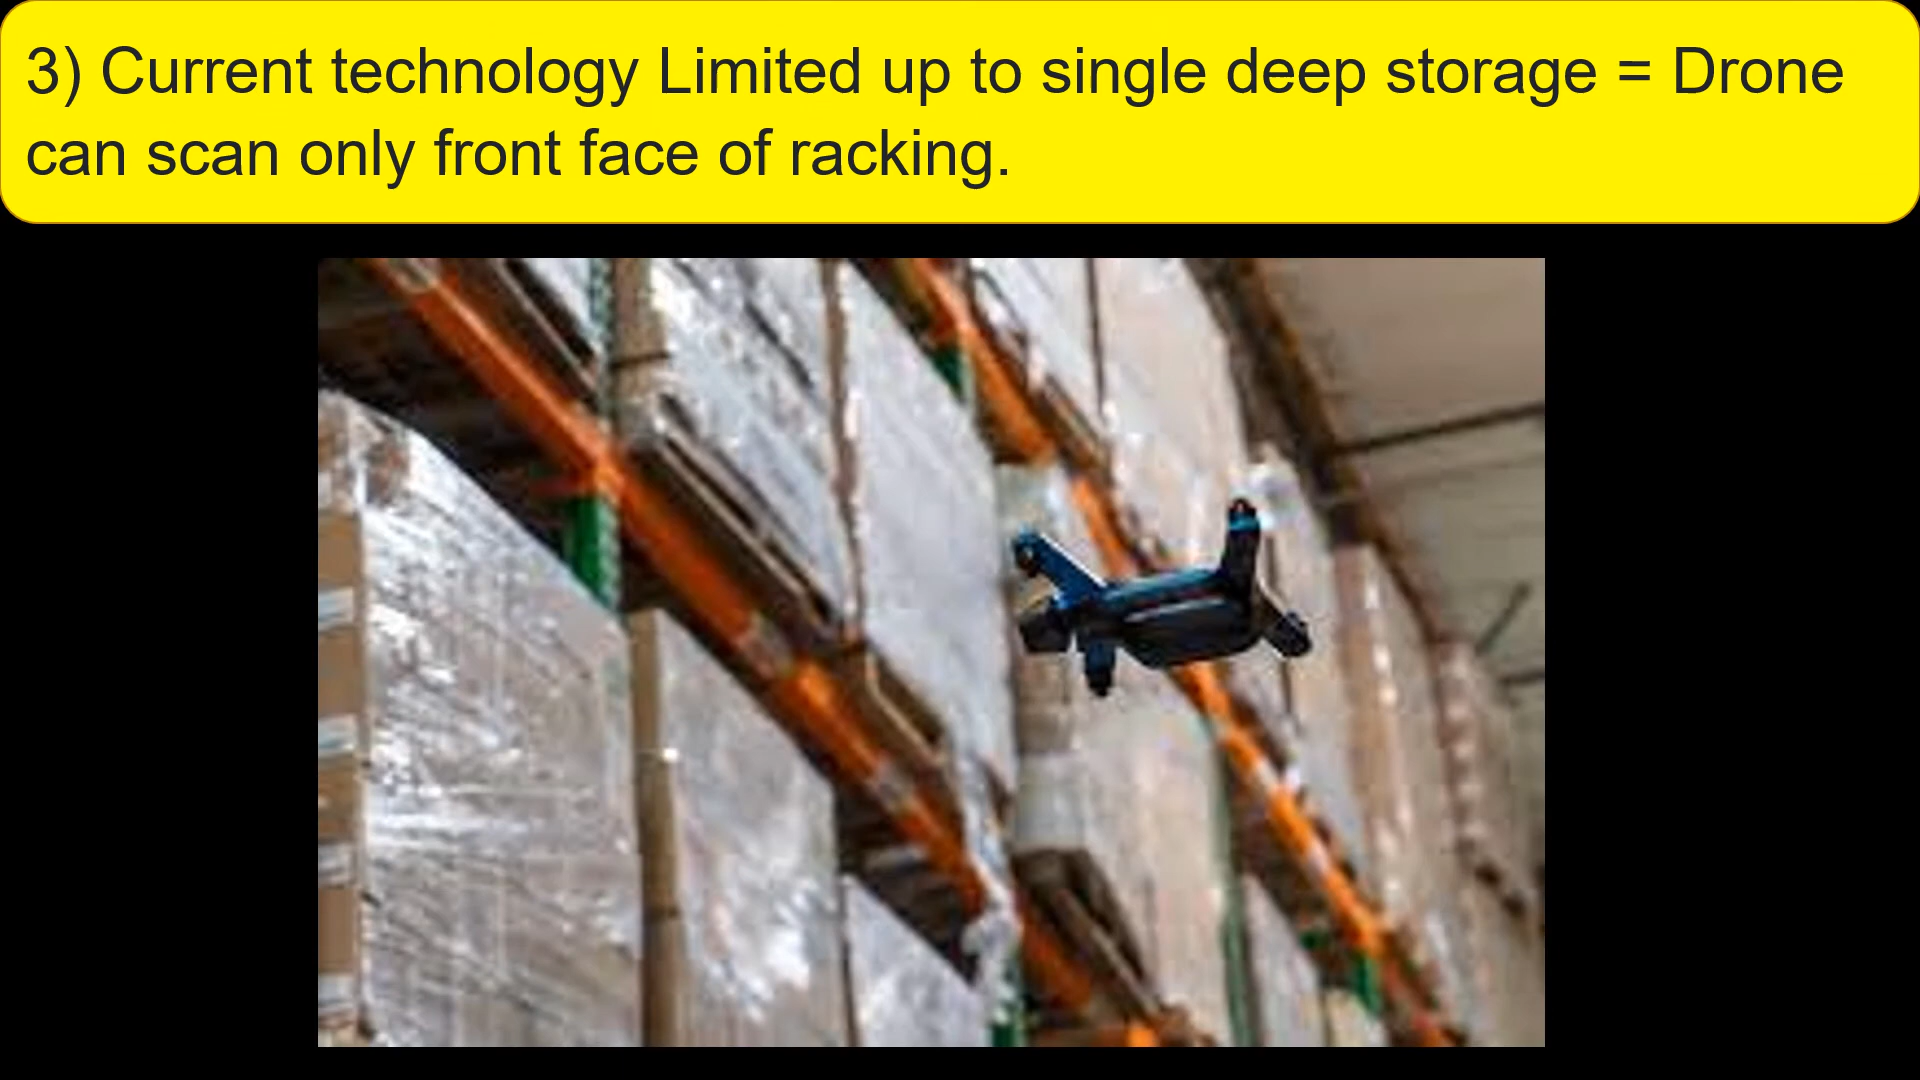 3) Current technology Limited up to single deep storage = Drone
can scan only front face of racking.